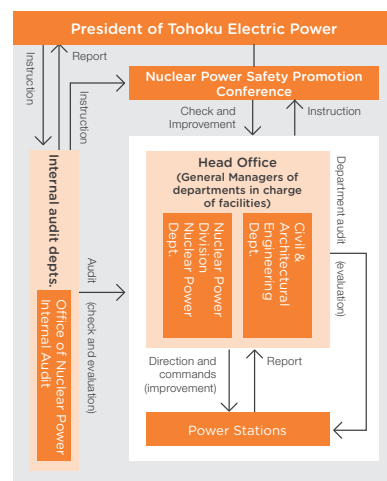 President of Tohoku Electric Power
Instruction
Report
Instruction
Nuclear Power Safety Promotion
Conference
Check and
Improvement
Instruction
Internal audit depts.
Office of Nuclear Power
Internal Audit
Audit
(check and evaluation)
Head Office
(General Managers of
departments in charge
of facilities)
Nuclear Power
Division
Nuclear Power
Dept.
Civil &
Architectural
Engineering
Dept.
Department audit
(evaluation)
Direction and
commands
(improvement)
Report
Power Stations